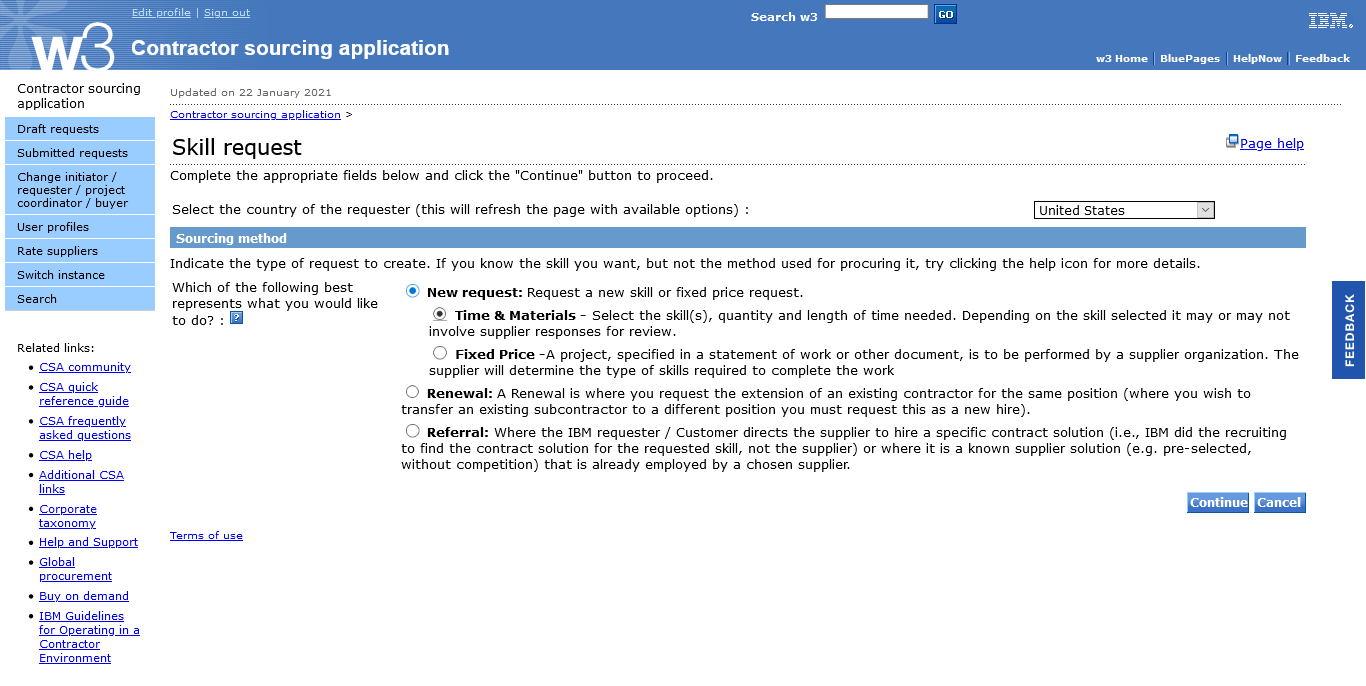 Edit profile | Sign out
Search w3
GO
IBM.
w3
Contractor sourcing application
w3 Home
BluePages
HelpNow
Feedback
Contractor sourcing
application
Draft requests
Submitted requests
Change initiator /
requester / project
coordinator / buyer
User profiles
Rate suppliers
Switch instance
Search
Related links:
CSA community
CSA quick
reference guide
CSA frequently
asked questions
CSA help
Additional CSA
links
Corporate
taxonomy
Help and Support
Global
procurement
Buy on demand
IBM Guidelines
for Operating in a
Contractor
Environment
Updated on 22 January 2021
Contractor sourcing application >
Skill request
Page help
Complete the appropriate fields below and click the "Continue" button to proceed.
Select the country of the requester (this will refresh the page with available options) :
United States
Sourcing method
Indicate the type of request to create. If you know the skill you want, but not the method used for procuring it, try clicking the help icon for more details.
Which of the following best
represents what you would like
to do? : ?
New request: Request a new skill or fixed price request.
Time & Materials - Select the skill(s), quantity and length of time needed. Depending on the skill selected it may or may not
involve supplier responses for review.
Fixed Price -A project, specified in a statement of work or other document, is to be performed by a supplier organization. The
supplier will determine the type of skills required to complete the work
Renewal: A Renewal is where you request the extension of an existing contractor for the same position (where you wish to
transfer an existing subcontractor to a different position you must request this as a new hire).
Referral: Where the IBM requester / Customer directs the supplier to hire a specific contract solution (i.e., IBM did the recruiting
to find the contract solution for the requested skill, not the supplier) or where it is a known supplier solution (e.g. pre-selected,
without competition) that is already employed by a chosen supplier.
Continue
Cancel
Terms of use
FEEDBACK